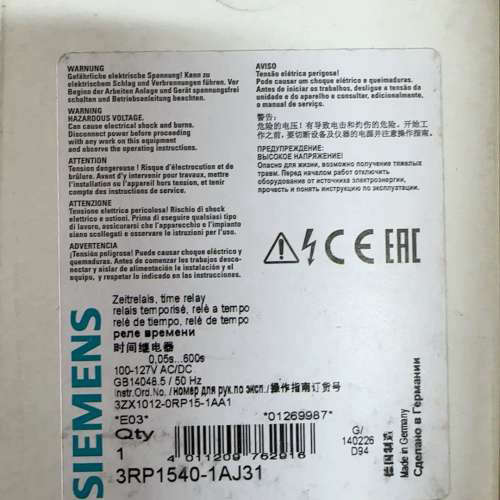 WARNUNG
Gefährliche elektrische Spannung! Kann zu
elektrischem Schlag und Verbrennungen führen. Vor
Beginn der Arbeiten Anlage und Gerät spannungsfrei
schalten und Betriebsanleitung beachten.
WARNING
HAZARDOUS VOLTAGE.
Can cause electrical shock and burns.
Disconnect power before proceeding
with any work on this equipment
and observe the operating instructions.
ATTENTION
Tension dangereuse ! Risque d'électrocution et de
brûlure. Avant d'y intervenir pour travaux, mettre
l'installation ou l'appareil hors tension, et tenir
compte des instructions de service.
ATTENZIONE
Tensione elettrica pericolosa! Rischio di shock
elettrico e ustioni. Prima di eseguire qualsiasi tipo
di lavoro, assicurarsi che l'apparecchio o l'impianto
siano scollegati e osservare le istruzioni per l'uso.
ADVERTENCIA
¡Tensión peligrosa! Puede causar choque eléctrico y
quemaduras. Antes de comenzar los trabajos desco-
nectar y aislar de alimentación la instalación y el
equipo, y respetar lo indicado en las instrucciones.
AVISO
Tensão elétrica perigosa!
Pode causar um choque elétrico e queimaduras.
Antes de iniciar os trabalhos, desligue a tensão da
unidade e do aparelho e consultar, adicionalmente,
o manual de serviço.
警告:
危险的电压!有导致电击和灼伤的危险。开始工
作之前,要切断设备及仪器的电源并注意操作指南。
ПРЕДУПРЕЖДЕНИЕ:
ВЫСОКОЕ НАПРЯЖЕНИЕ!
Опасно для жизни, возможно получение тяжелых
травм. Перед началом работ отключить
оборудование от источника электроэнергии,
прочесть и понять инструкцию по эксплуатации.
CE EAC
SIEMENS
Zeitrelais, time relay
relais temporisé, relè a tempo
relé de tiempo, relé de tempo
реле времени
时间继电器
0,05s...600s
100-127V AC/DC
GB14048.5 / 50 Hz
Instr.Ord.No. / номер для рук.по эксп./操作指南订货号
3ZX1012-0RP15-1AA1
*E03* *01269987*
Qty
1
4 011209 762916
3RP1540-1AJ31
G/
140226
D94
德国制造
Made in Germany
Сделано в Германии